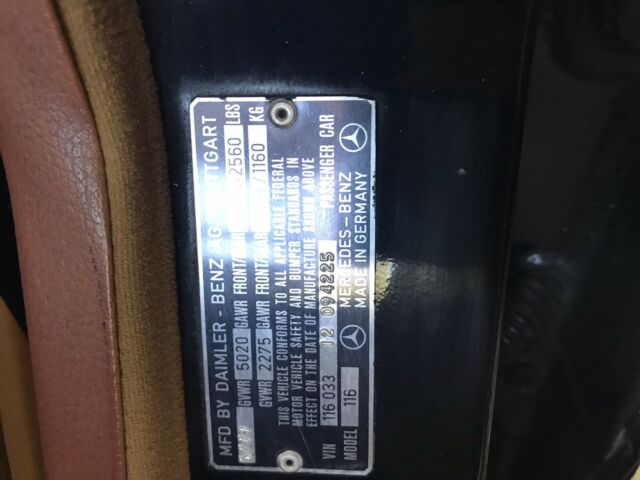 MFD BY DAIMLER-BENZ AG
GVWR 5020 GAWR FRONT 2560 LBS
GVWR 2275 GAWR FRONT /1160 KG
THIS VEHICLE CONFORMS TO ALL APPLICABLE FEDERAL
MOTOR VEHICLE SAFETY AND BUMPER STANDARDS IN
EFFECT ON THE DATE OF MANUFACTURE SHOWN ABOVE
VIN 116 033 12 094225 PASSENGER CAR
MODEL 116 MERCEDES-BENZ
MADE IN GERMANY